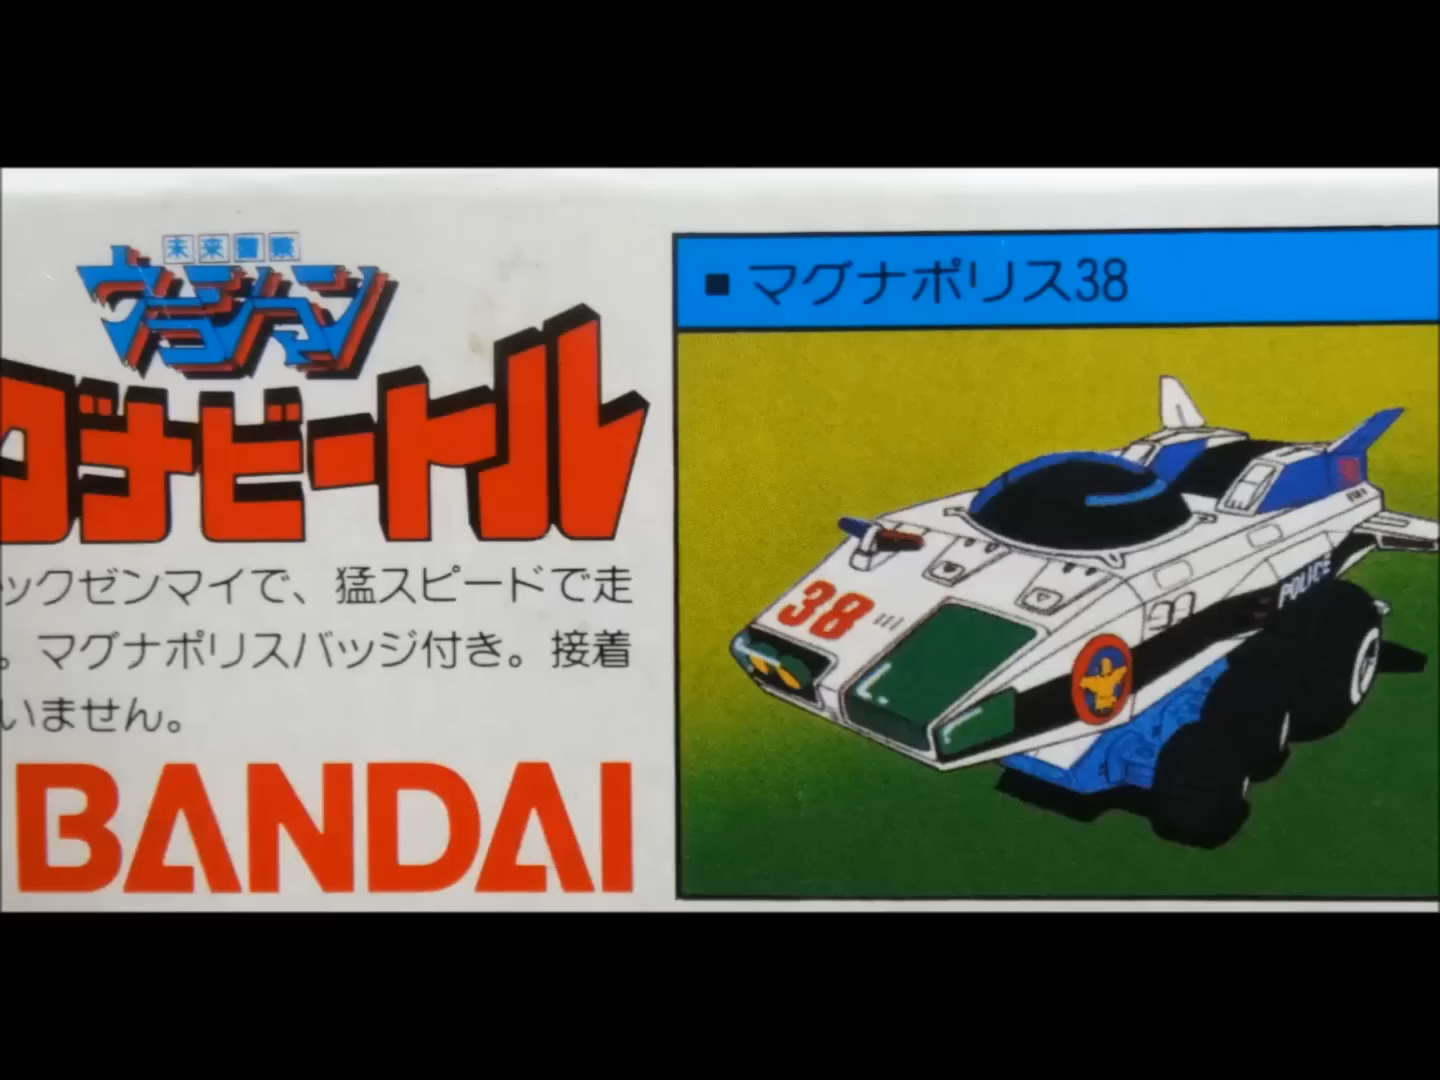 未来警察
ウラシマン
グナビートル
ックゼンマイで、猛スピードで走
。マグナポリスバッジ付き。接着
いません。
BANDAI
■マグナポリス38
38
POLICE